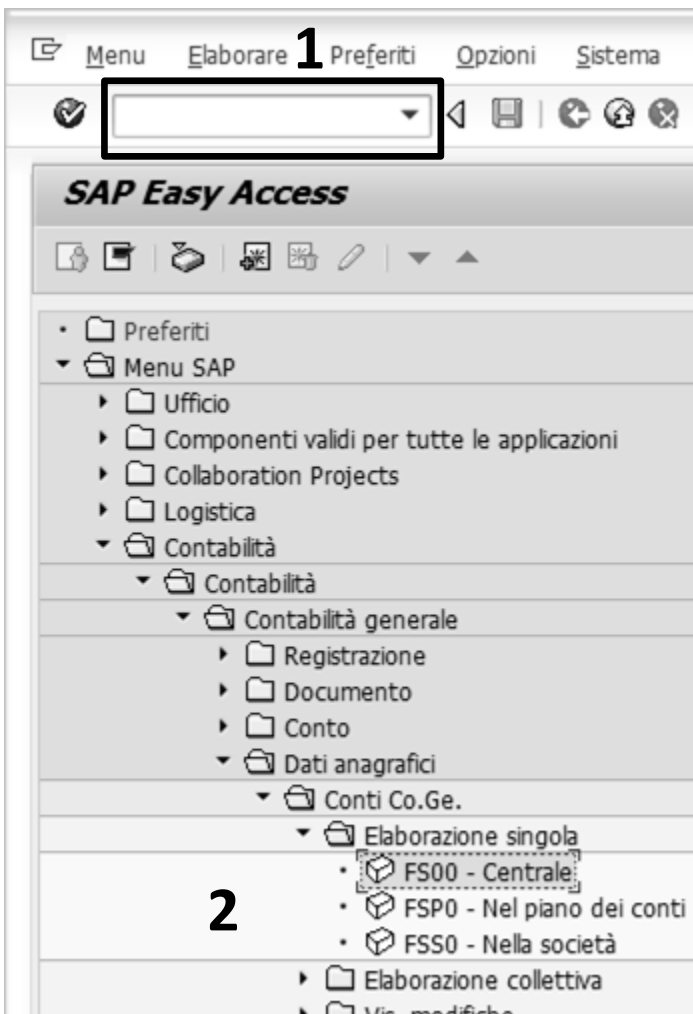 Menu Elaborare 1 Preferiti Opzioni Sistema
SAP Easy Access
Preferiti
Menu SAP
Ufficio
Componenti validi per tutte le applicazioni
Collaboration Projects
Logistica
Contabilità
Contabilità
Contabilità generale
Registrazione
Documento
Conto
Dati anagrafici
Conti Co.Ge.
Elaborazione singola
FS00 - Centrale
2 FSP0 - Nel piano dei conti
FSS0 - Nella società
Elaborazione collettiva
Vis. modifiche